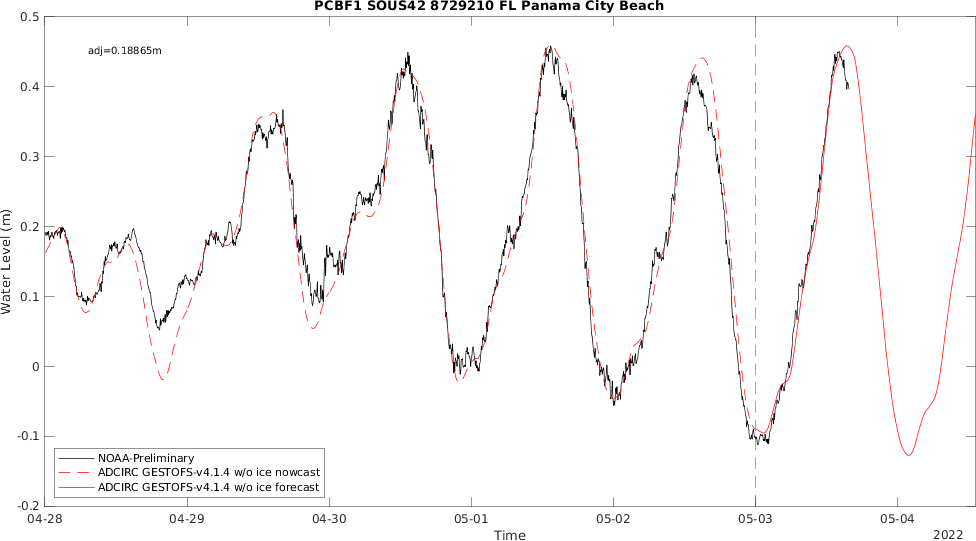 PCBF1 SOUS42 8729210 FL Panama City Beach
adj=0.18865m
0.5
0.4
0.3
0.2
0.1
0
-0.1
-0.2
Water Level (m)
NOAA-Preliminary
ADCIRC GESTOFS-v4.1.4 w/o ice nowcast
ADCIRC GESTOFS-v4.1.4 w/o ice forecast
04-28 04-29 04-30 05-01 05-02 05-03 05-04
Time
2022